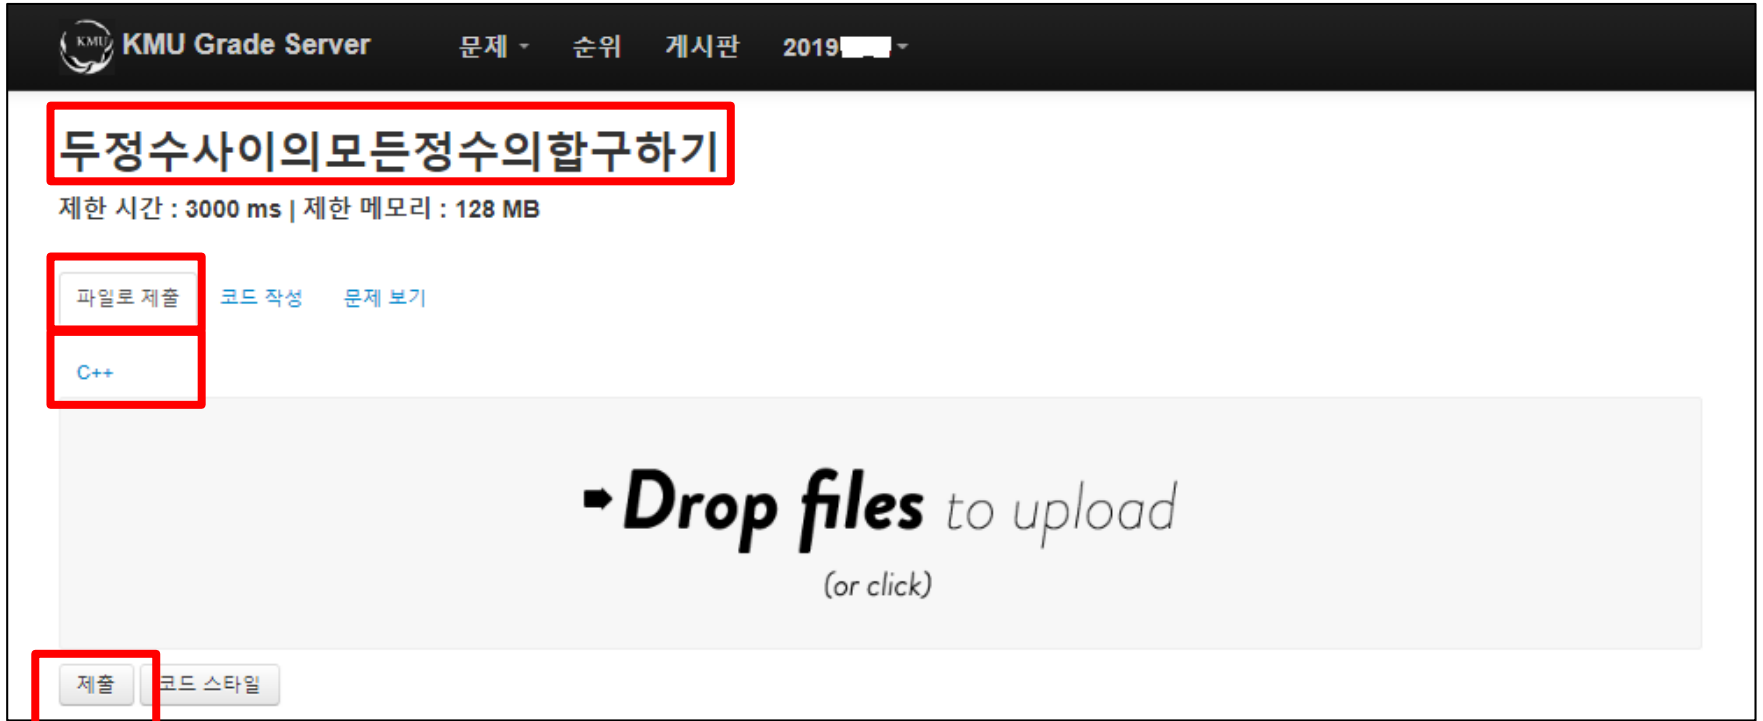 KMU KMU Grade Server 문제 순위 게시판 2019
두정수사이의모든정수의합구하기
제한 시간 : 3000 ms | 제한 메모리 : 128 MB
파일로 제출 코드 작성 문제 보기
C++
Drop files to upload
(or click)
제출 코드 스타일